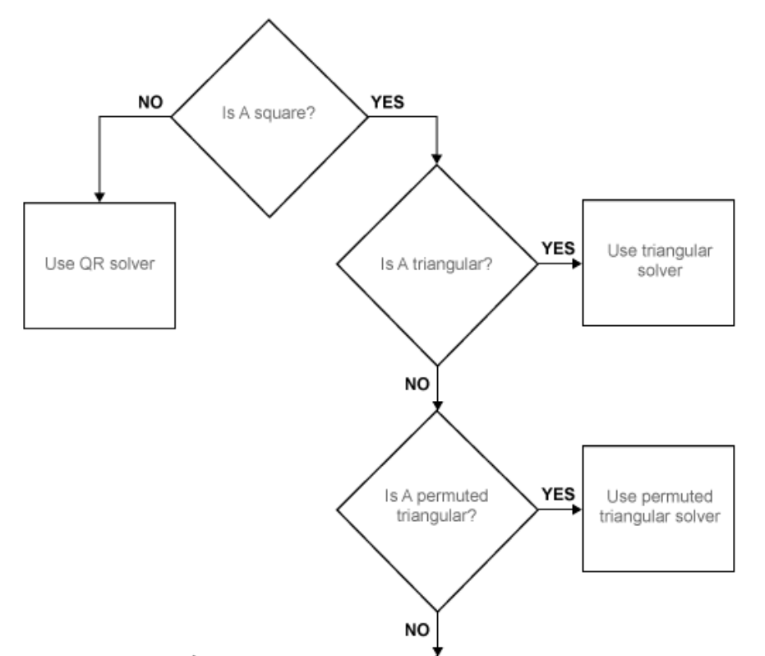 Is A square?
NO
YES
Use QR solver
Is A triangular?
YES
Use triangular
solver
NO
Is A permuted
triangular?
YES
Use permuted
triangular solver
NO